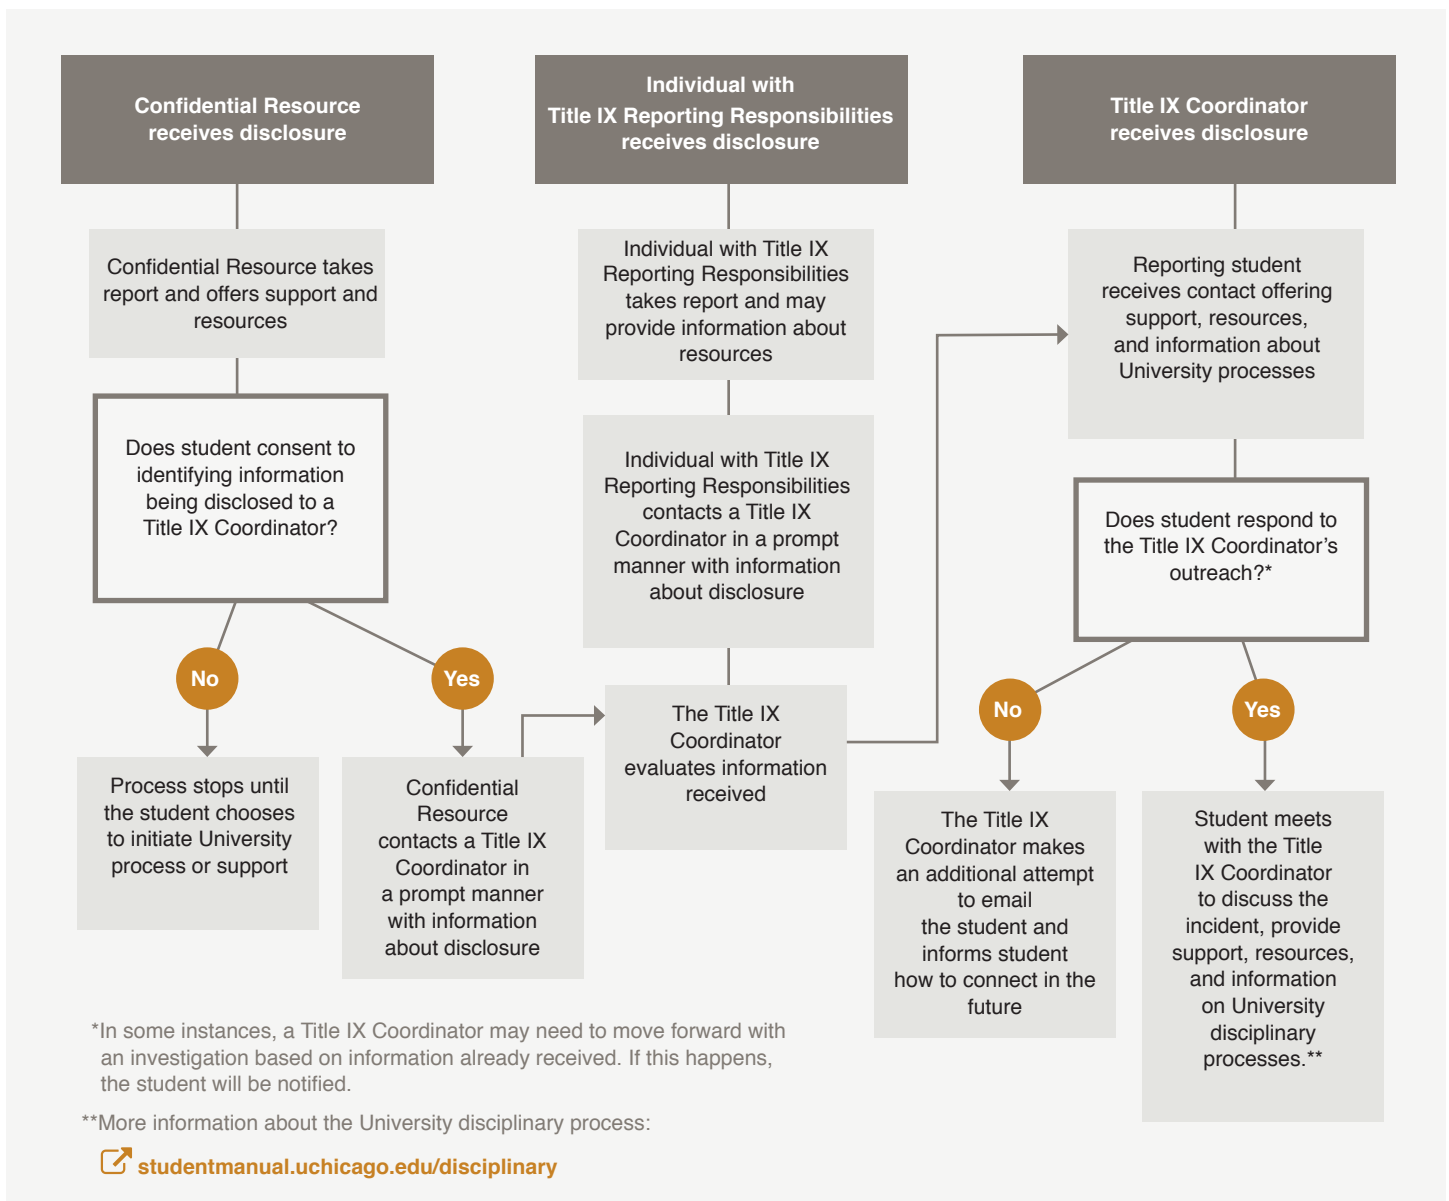 Confidential Resource
receives disclosure
Confidential Resource takes
report and offers support and
resources
Does student consent to
identifying information
being disclosed to a
Title IX Coordinator?
No
Yes
Process stops until
the student chooses
to initiate University
process or support
Confidential
Resource
contacts a Title IX
Coordinator in
a prompt manner
with information
about disclosure
Individual with
Title IX Reporting Responsibilities
receives disclosure
Individual with Title IX
Reporting Responsibilities
takes report and may
provide information about
resources
Individual with Title IX
Reporting Responsibilities
contacts a Title IX
Coordinator in a prompt
manner with information
about disclosure
The Title IX
Coordinator
evaluates information
received
Title IX Coordinator
receives disclosure
Reporting student
receives contact offering
support, resources,
and information about
University processes
Does student respond to
the Title IX Coordinator’s
outreach?*
No
Yes
The Title IX
Coordinator makes
an additional attempt
to email
the student and
informs student
how to connect in the
future
Student meets
with the Title
IX Coordinator
to discuss the
incident, provide
support, resources,
and information
on University
disciplinary
processes.**
*In some instances, a Title IX Coordinator may need to move forward with
an investigation based on information already received. If this happens,
the student will be notified.
**More information about the University disciplinary process:
studentmanual.uchicago.edu/disciplinary